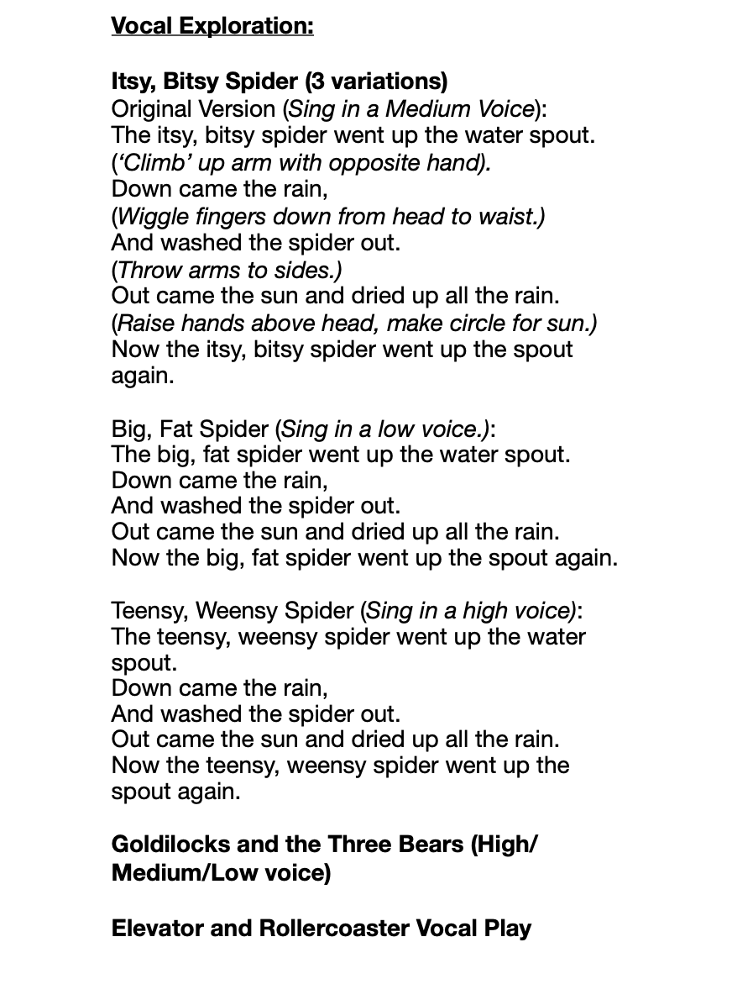 Vocal Exploration:
Itsy, Bitsy Spider (3 variations)
Original Version (Sing in a Medium Voice):
The itsy, bitsy spider went up the water spout.
(‘Climb’ up arm with opposite hand).
Down came the rain,
(Wiggle fingers down from head to waist.)
And washed the spider out.
(Throw arms to sides.)
Out came the sun and dried up all the rain.
(Raise hands above head, make circle for sun.)
Now the itsy, bitsy spider went up the spout
again.
Big, Fat Spider (Sing in a low voice.):
The big, fat spider went up the water spout.
Down came the rain,
And washed the spider out.
Out came the sun and dried up all the rain.
Now the big, fat spider went up the spout again.
Teensy, Weensy Spider (Sing in a high voice):
The teensy, weensy spider went up the water
spout.
Down came the rain,
And washed the spider out.
Out came the sun and dried up all the rain.
Now the teensy, weensy spider went up the
spout again.
Goldilocks and the Three Bears (High/
Medium/Low voice)
Elevator and Rollercoaster Vocal Play